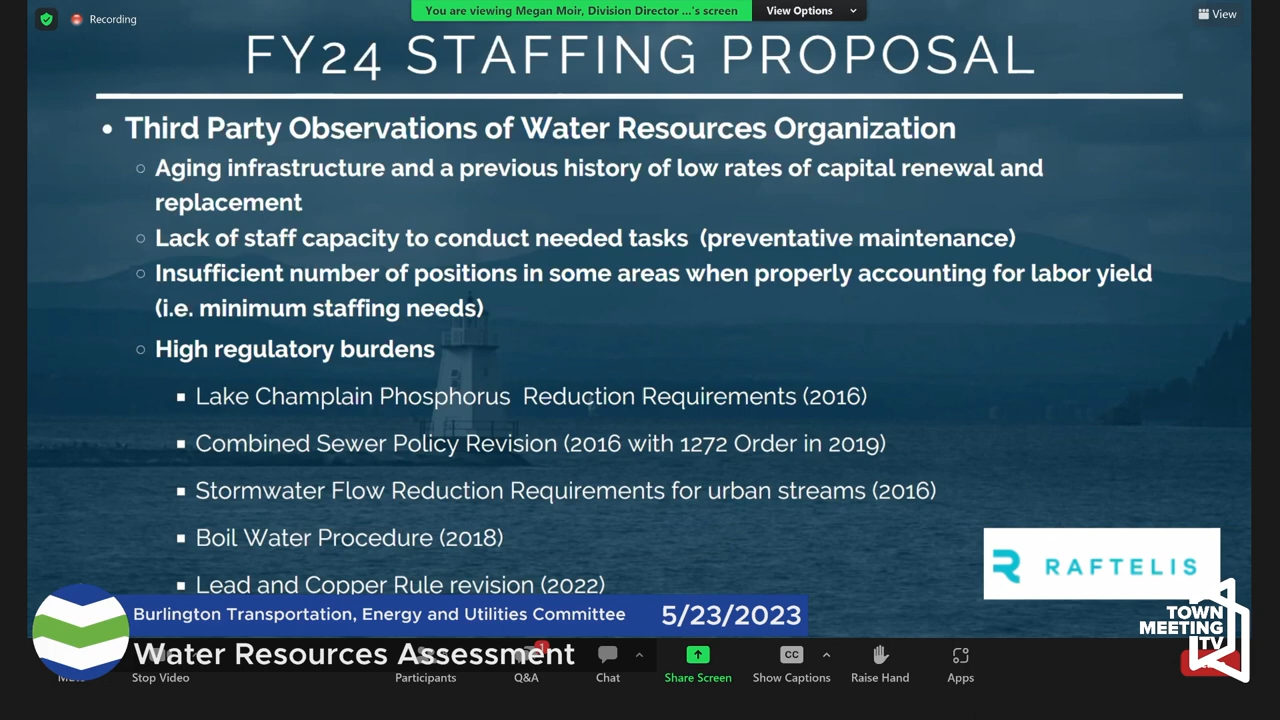 Recording
You are viewing Megan Moir, Division Director ...'s screen
View Options
View
FY24 STAFFING PROPOSAL
• Third Party Observations of Water Resources Organization
○ Aging infrastructure and a previous history of low rates of capital renewal and
replacement
○ Lack of staff capacity to conduct needed tasks (preventative maintenance)
○ Insufficient number of positions in some areas when properly accounting for labor yield
(i.e. minimum staffing needs)
○ High regulatory burdens
▪ Lake Champlain Phosphorus Reduction Requirements (2016)
▪ Combined Sewer Policy Revision (2016 with 1272 Order in 2019)
▪ Stormwater Flow Reduction Requirements for urban streams (2016)
▪ Boil Water Procedure (2018)
▪ Lead and Copper Rule revision (2022)
RAFTELIS
Burlington Transportation, Energy and Utilities Committee 5/23/2023
TOWN
MEETING
TV
Water Resources Assessment
1
CC
Stop Video
Participants
Q&A
Chat
Share Screen
Show Captions
Raise Hand
Apps